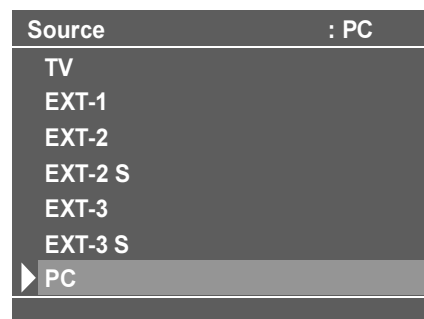 Source : PC
TV
EXT-1
EXT-2
EXT-2 S
EXT-3
EXT-3 S
PC